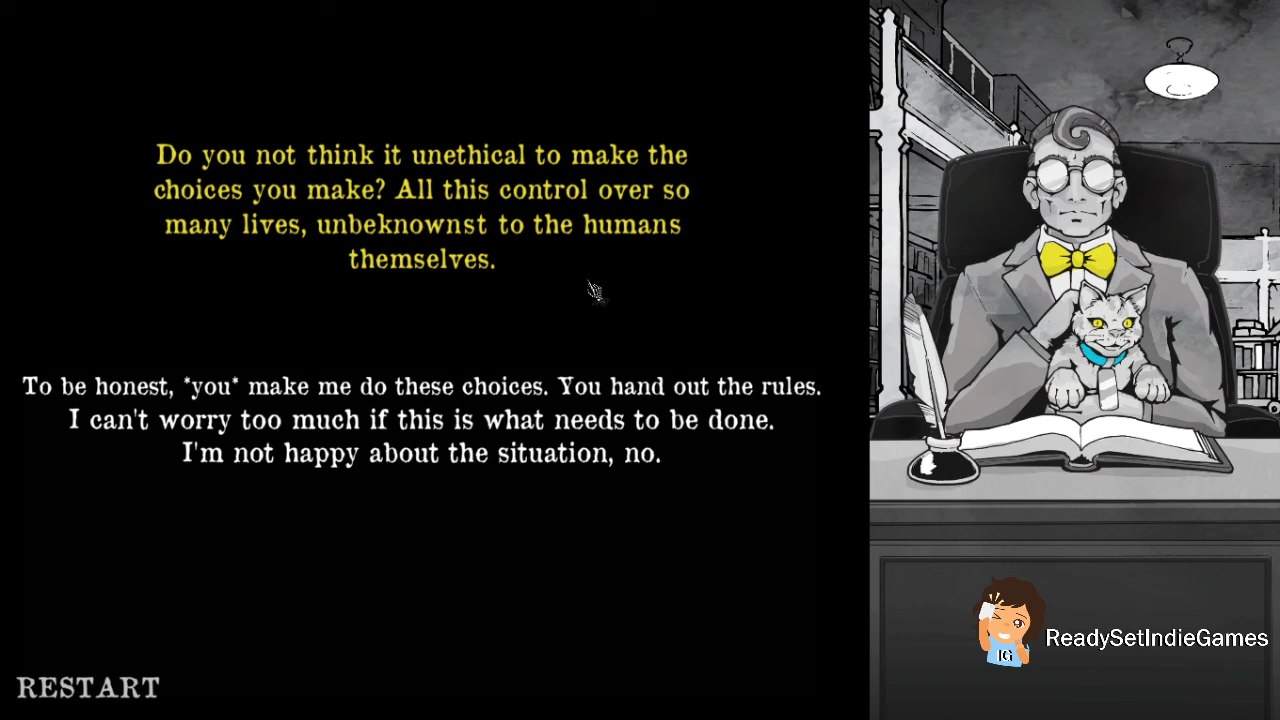 Do you not think it unethical to make the
choices you make? All this control over so
many lives, unbeknownst to the humans
themselves.
To be honest, *you* make me do these choices. You hand out the rules.
I can't worry too much if this is what needs to be done.
I'm not happy about the situation, no.
RESTART
IG
ReadySetIndieGames